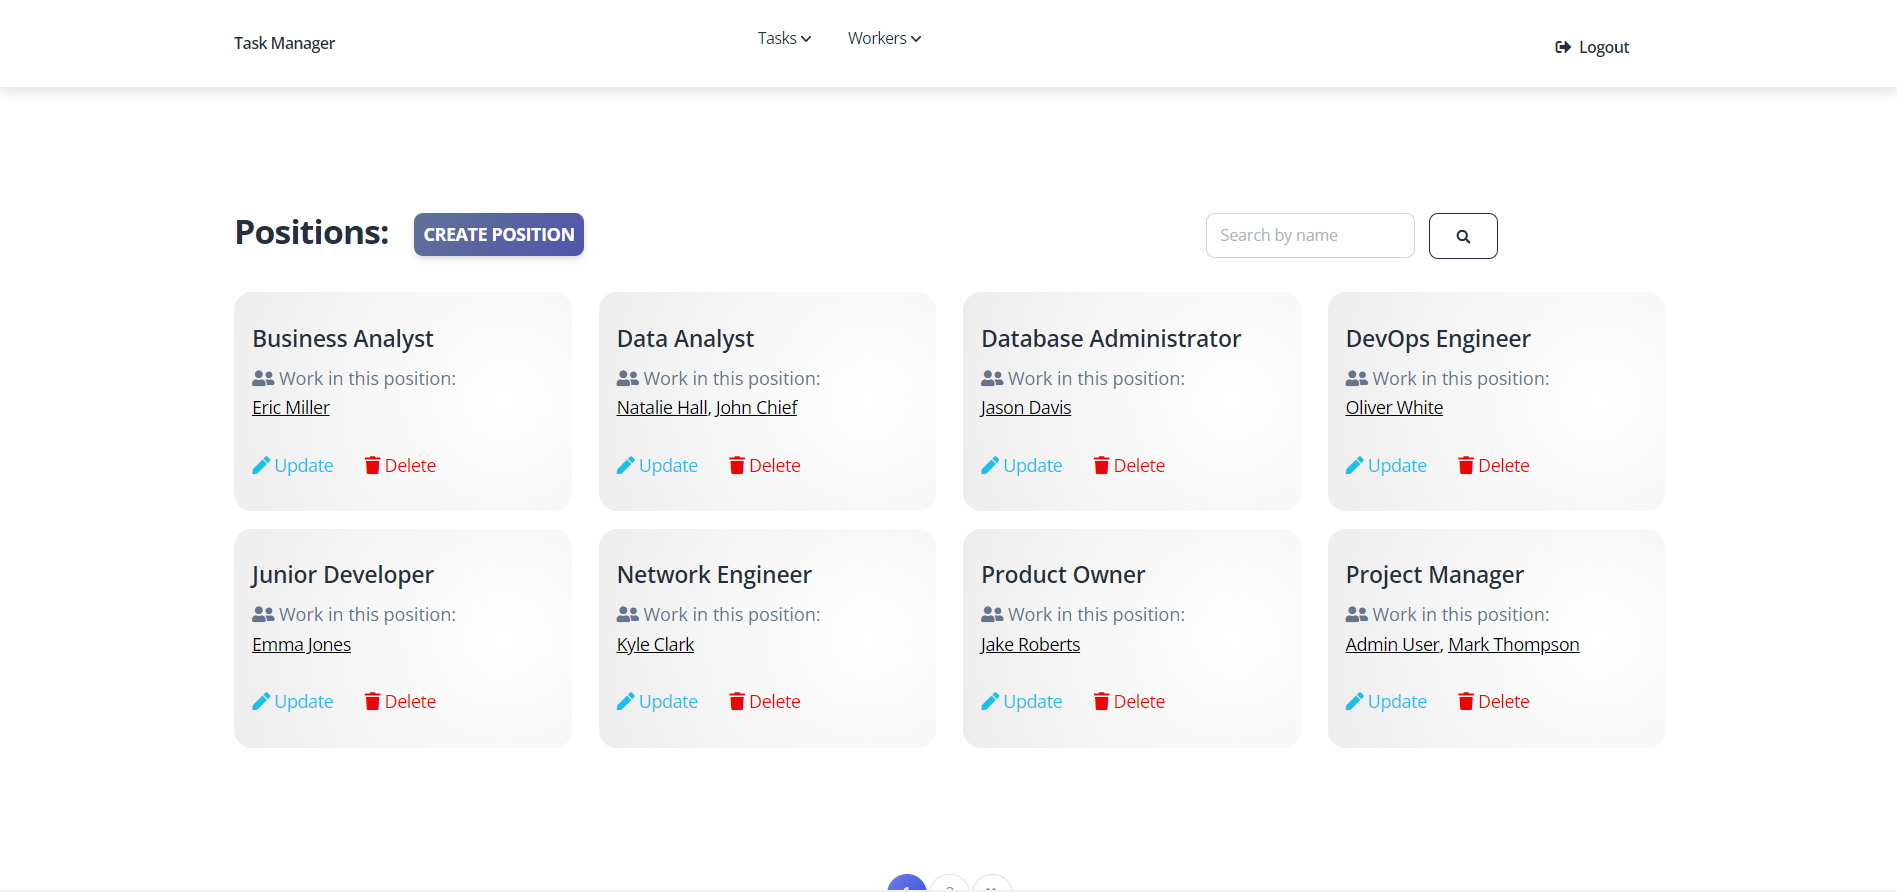 Task Manager Tasks Workers Logout
Positions: CREATE POSITION Search by name
Business Analyst Data Analyst Database Administrator DevOps Engineer
Work in this position: Work in this position: Work in this position: Work in this position:
Eric Miller Natalie Hall, John Chief Jason Davis Oliver White
Update Delete Update Delete Update Delete Update Delete
Junior Developer Network Engineer Product Owner Project Manager
Work in this position: Work in this position: Work in this position: Work in this position:
Emma Jones Kyle Clark Jake Roberts Admin User, Mark Thompson
Update Delete Update Delete Update Delete Update Delete